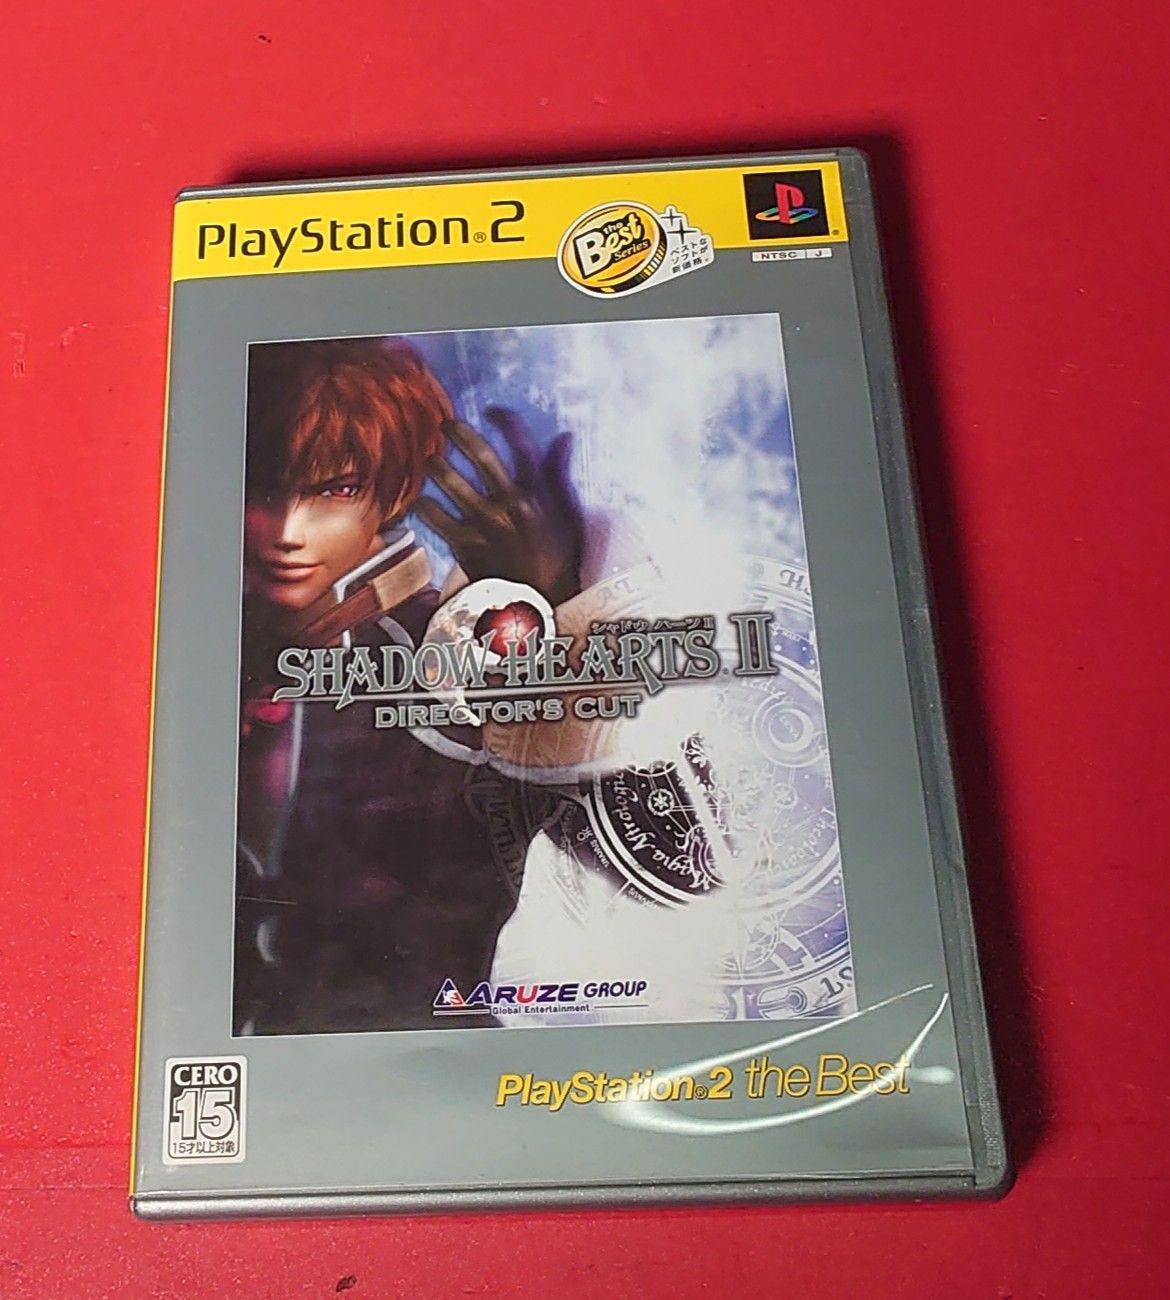 PlayStation®2
the
Best
Series
ベストな
ソフトが
新価格。
NTSC J
シャドウ ハーツ II
SHADOW HEARTS. II
DIRECTOR'S CUT
ARUZE GROUP
Global Entertainment
PlayStation®2 the Best
CERO
15
15才以上対象